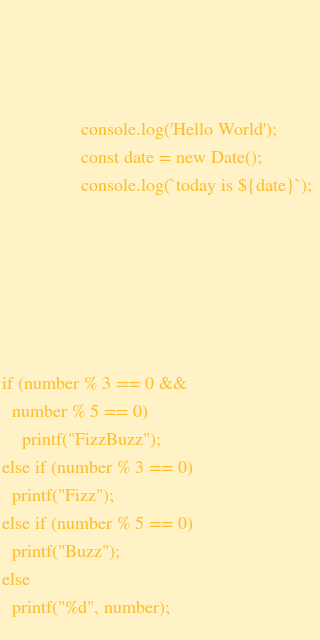 console.log('Hello World');
const date = new Date();
console.log(`today is ${date}`);
if (number % 3 == 0 &&
number % 5 == 0)
printf("FizzBuzz");
else if (number % 3 == 0)
printf("Fizz");
else if (number % 5 == 0)
printf("Buzz");
else
printf("%d", number);